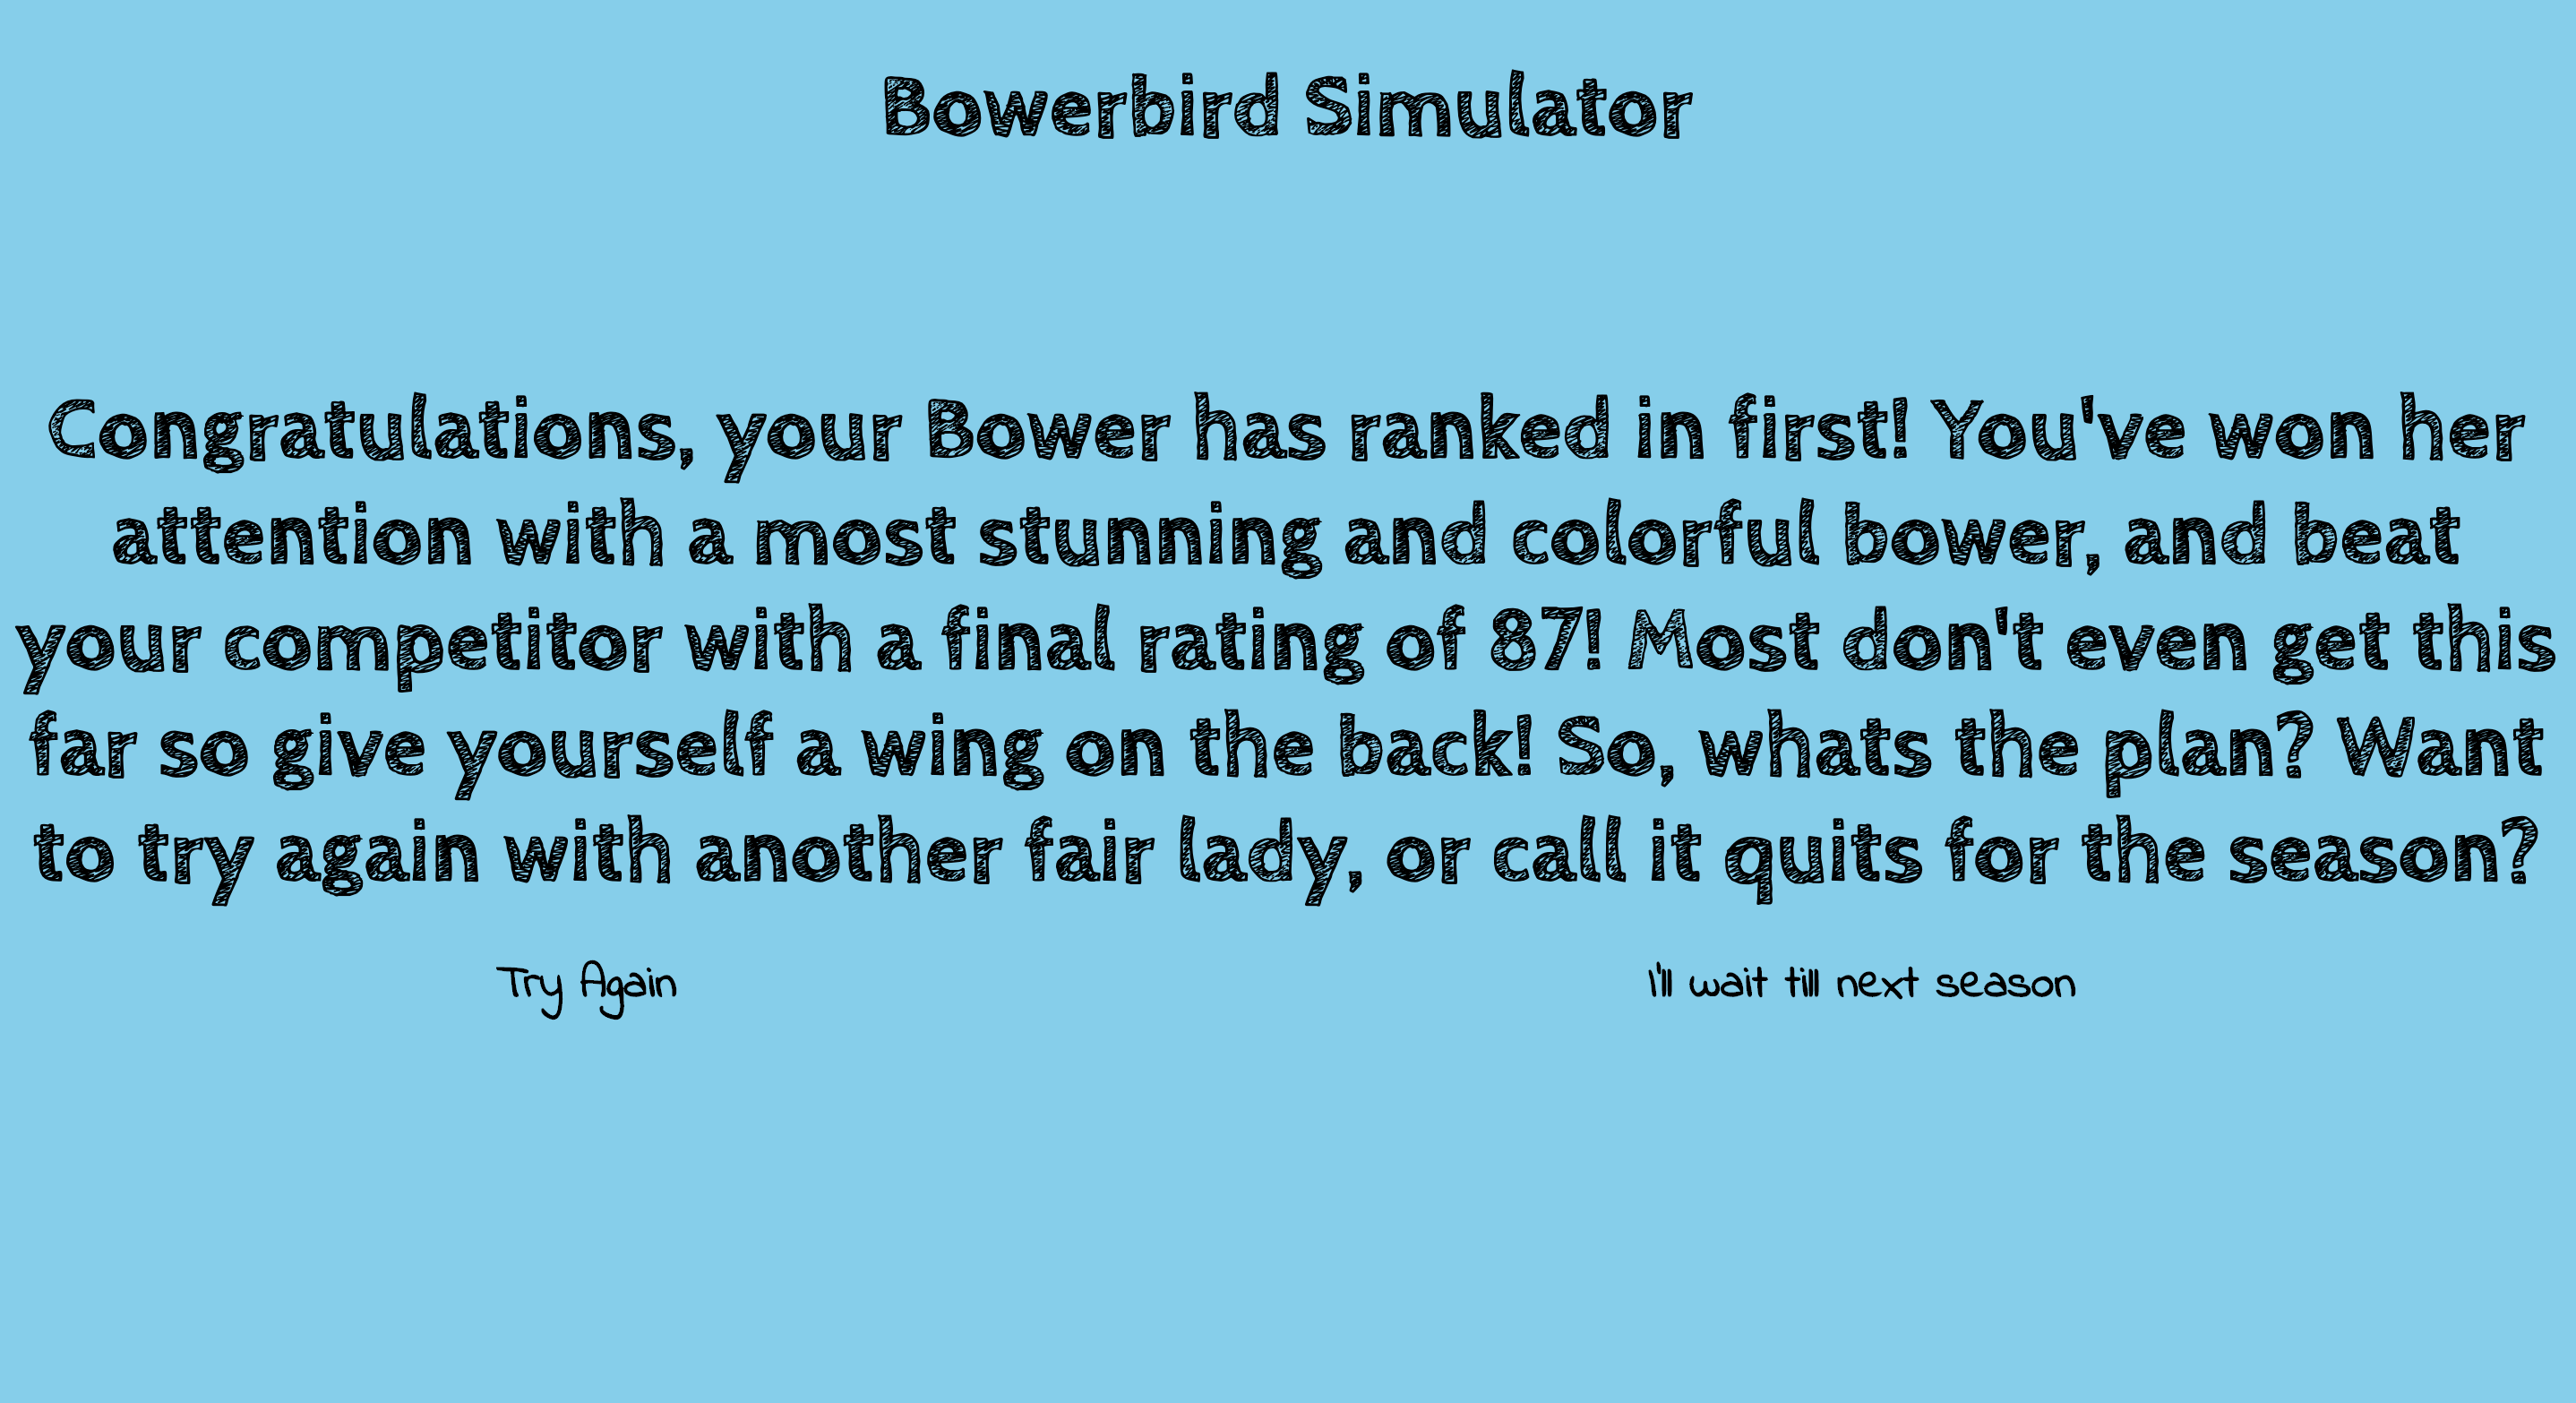 Bowerbird Simulator
Congratulations, your Bower has ranked in first! You've won her
attention with a most stunning and colorful bower, and beat
your competitor with a final rating of 87! Most don't even get this
far so give yourself a wing on the back! So, whats the plan? Want
to try again with another fair lady, or call it quits for the season?
Try Again
I'll wait till next season